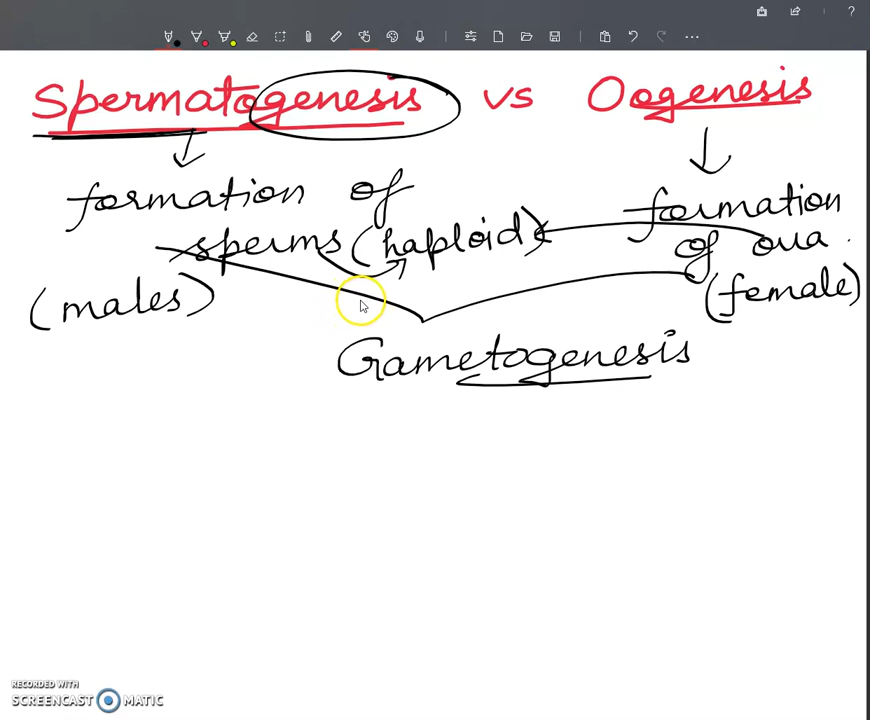 Spermatogenesis vs Oogenesis
formation of
sperms (haploid)
(males)
formation
of ova.
(female)
Gametogenesis
RECORDED WITH
SCREENCAST MATIC